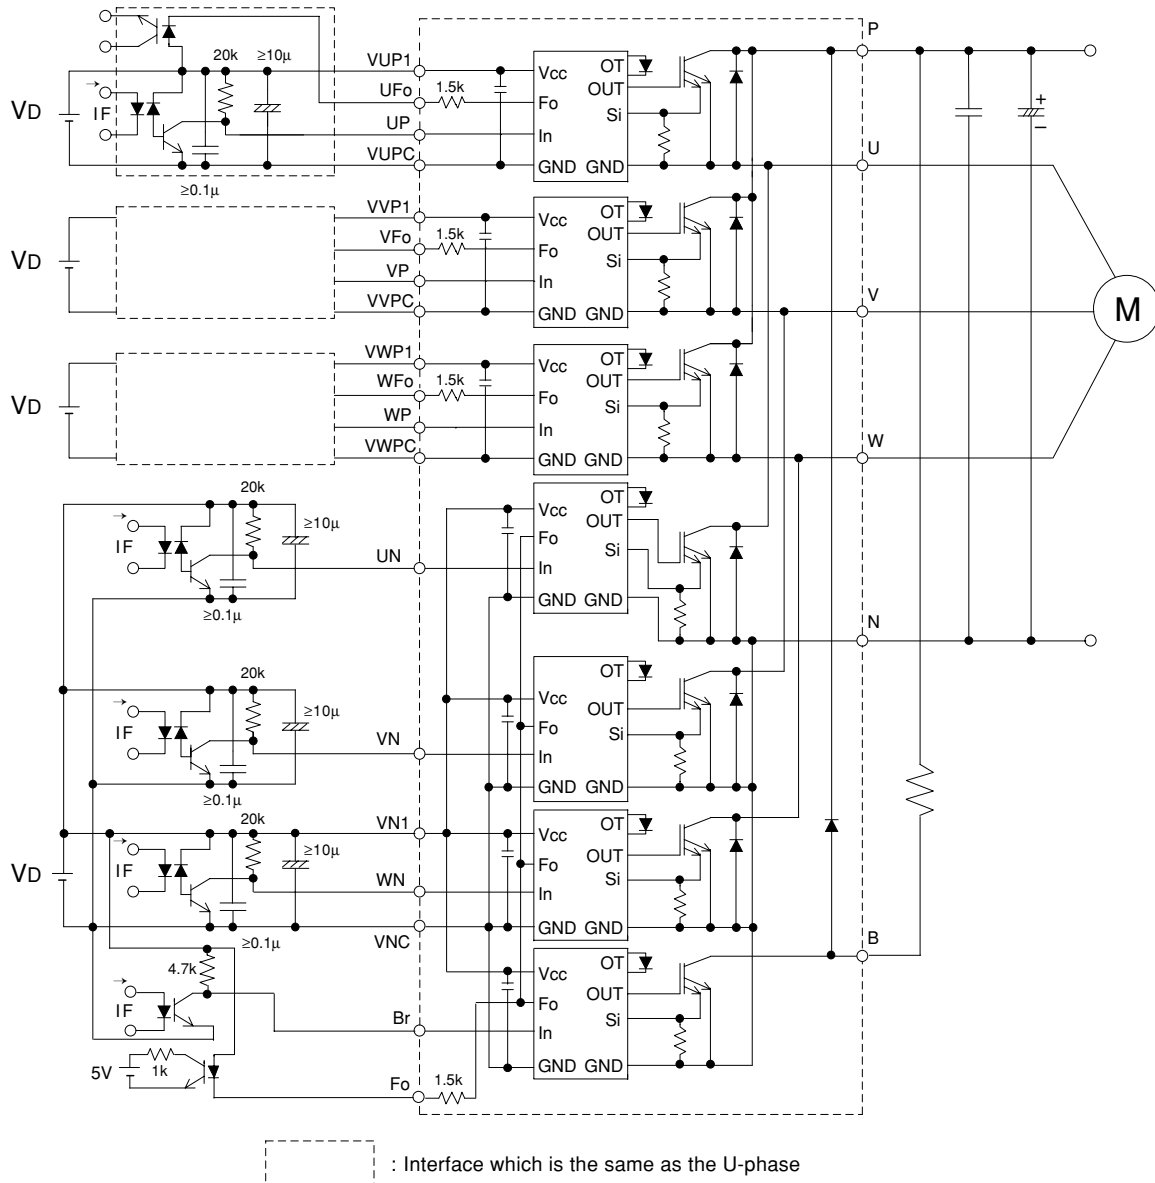 20k ≥10μ VUP1 P
VD IF UFo 1.5k Vcc OT
UP Fo OUT
VUPC In Si
GND GND U
≥0.1μ
VVP1 Vcc OT
VD VFo 1.5k Fo OUT
VP In Si
VVPC GND GND V
M
VWP1 Vcc OT
VD WFo 1.5k Fo OUT
WP In Si
VWPC GND GND W
20k
IF ≥10μ UN Vcc OT
Fo OUT
In Si
≥0.1μ GND GND N
20k
IF ≥10μ VN Vcc OT
Fo OUT
In Si
≥0.1μ GND GND
20k VN1 Vcc OT
VD IF ≥10μ Fo OUT
WN In Si
≥0.1μ VNC GND GND B
4.7k Vcc OT
IF Br Fo OUT
In Si
5V 1k Fo 1.5k GND GND
+
–
: Interface which is the same as the U-phase